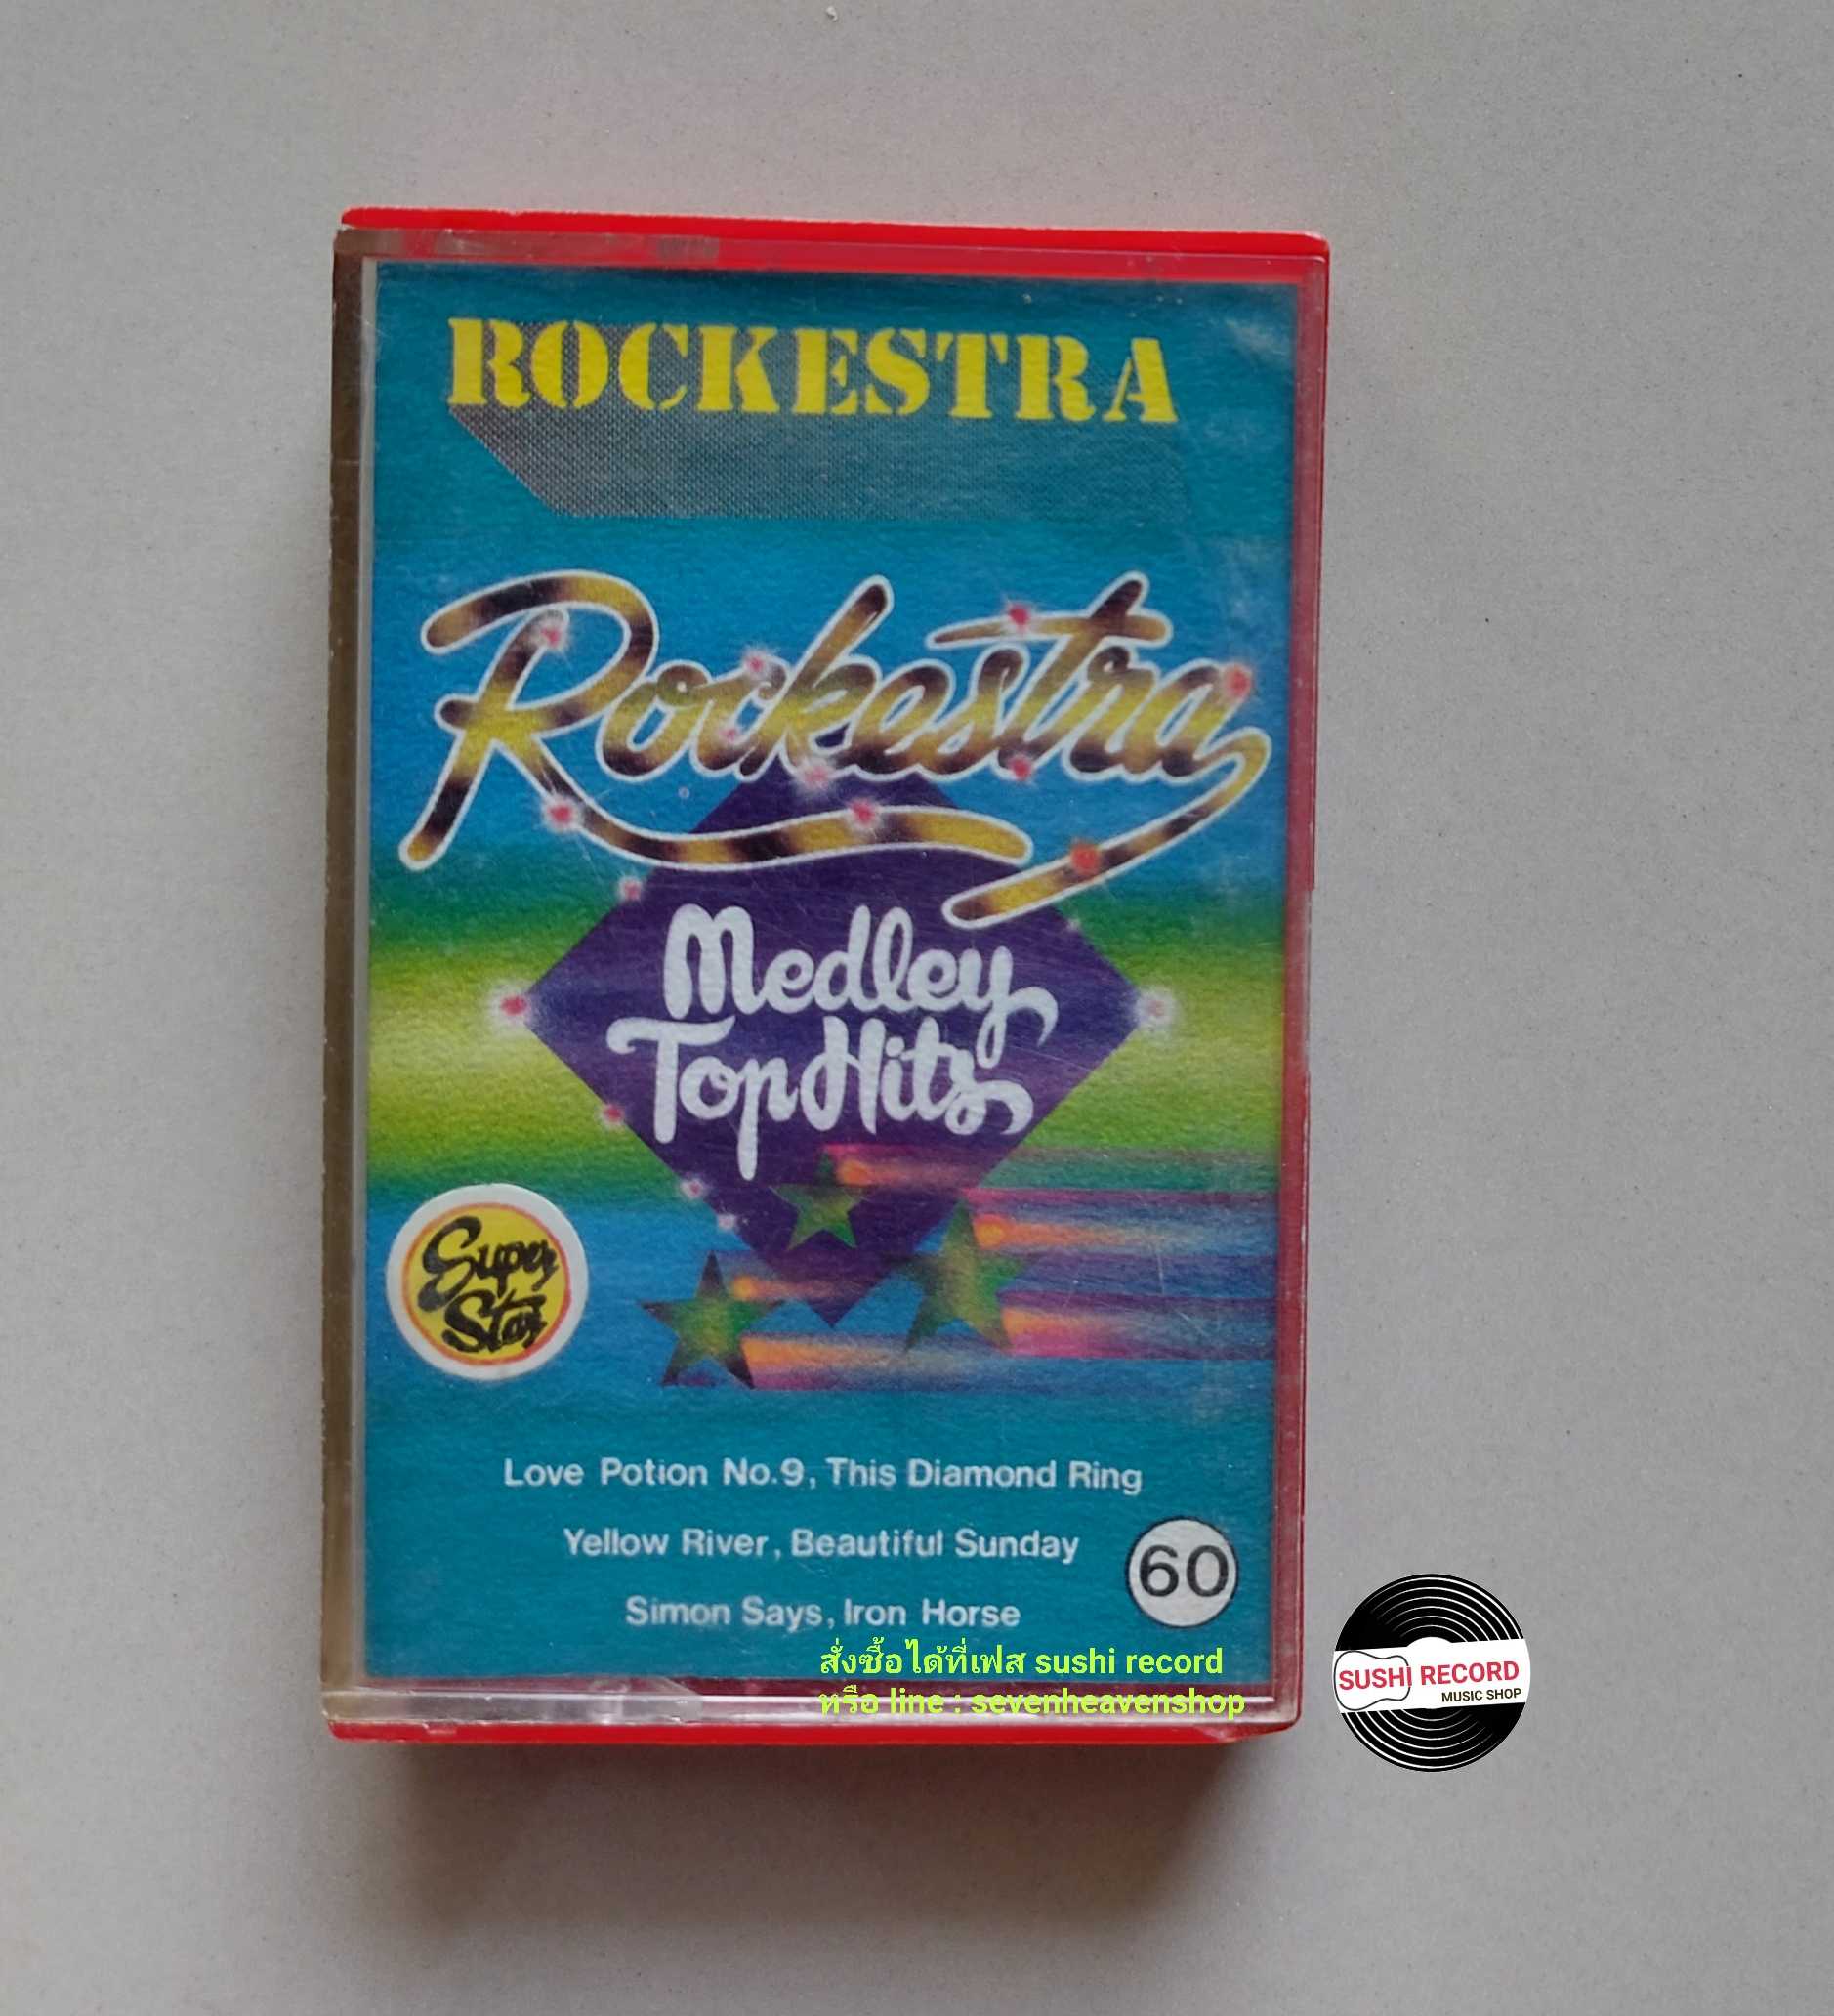 ROCKESTRA
Rockestra
Medley
Top Hits
Super
Star
Love Potion No.9, This Diamond Ring
Yellow River, Beautiful Sunday
60
Simon Says, Iron Horse
สั่งซื้อได้ที่เฟส sushi record
หรือ line : sevenheavenshop
SUSHI RECORD
MUSIC SHOP